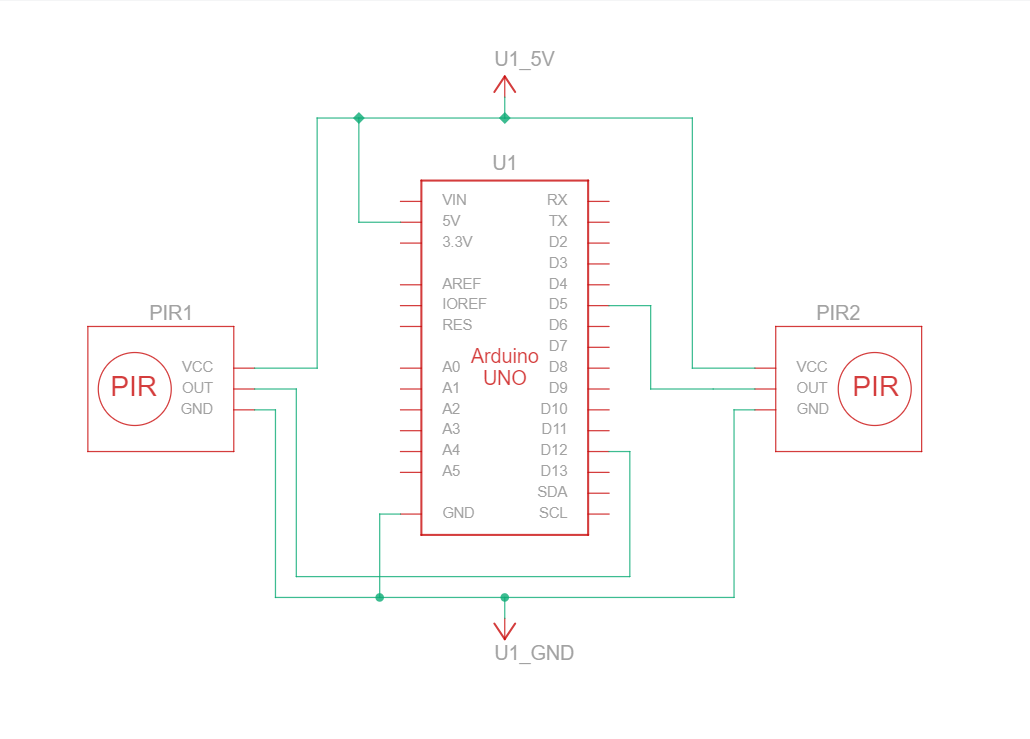 U1_5V
U1
VIN RX
5V TX
3.3V D2
D3
AREF D4
IOREF D5
RES D6
D7
Arduino
UNO
A0 D8
A1 D9
A2 D10
A3 D11
A4 D12
A5 D13
SDA
GND SCL
PIR1
PIR
VCC
OUT
GND
PIR2
VCC
OUT
GND
PIR
U1_GND